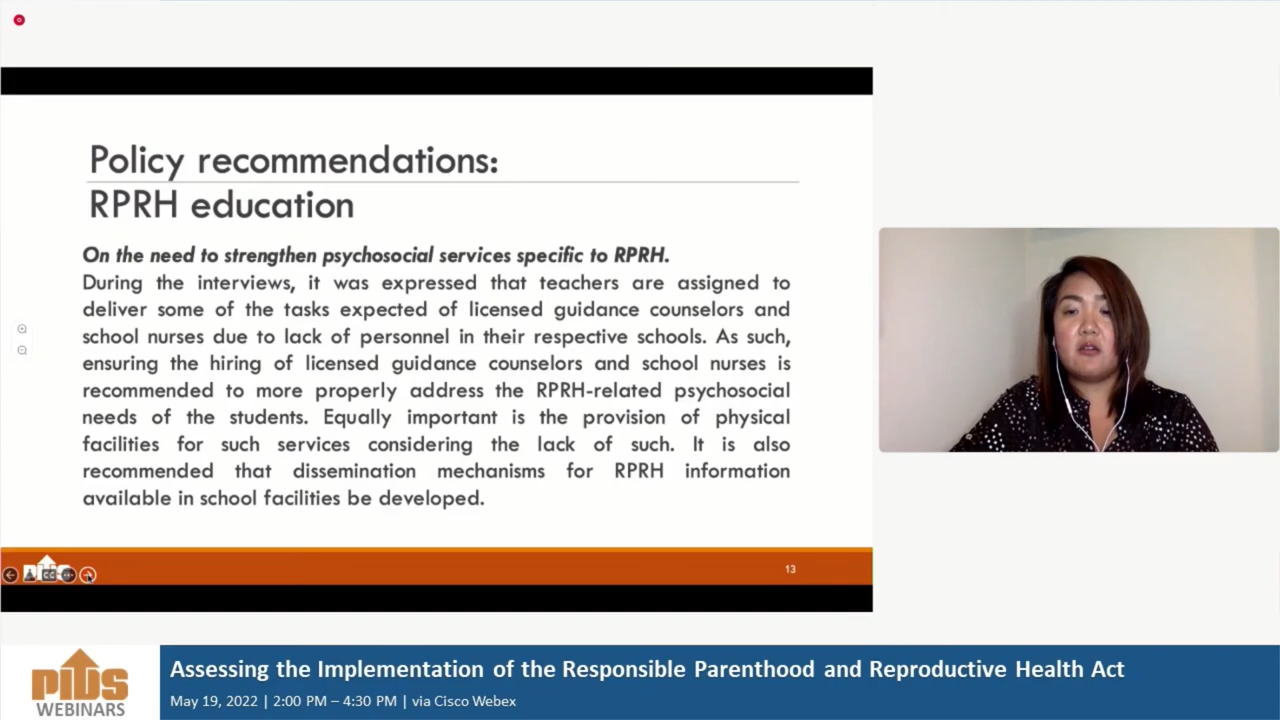 Policy recommendations:
RPRH education
On the need to strengthen psychosocial services specific to RPRH.
During the interviews, it was expressed that teachers are assigned to
deliver some of the tasks expected of licensed guidance counselors and
school nurses due to lack of personnel in their respective schools. As such,
ensuring the hiring of licensed guidance counselors and school nurses is
recommended to more properly address the RPRH-related psychosocial
needs of the students. Equally important is the provision of physical
facilities for such services considering the lack of such. It is also
recommended that dissemination mechanisms for RPRH information
available in school facilities be developed.
13
PIDS
WEBINARS
Assessing the Implementation of the Responsible Parenthood and Reproductive Health Act
May 19, 2022 | 2:00 PM – 4:30 PM | via Cisco Webex